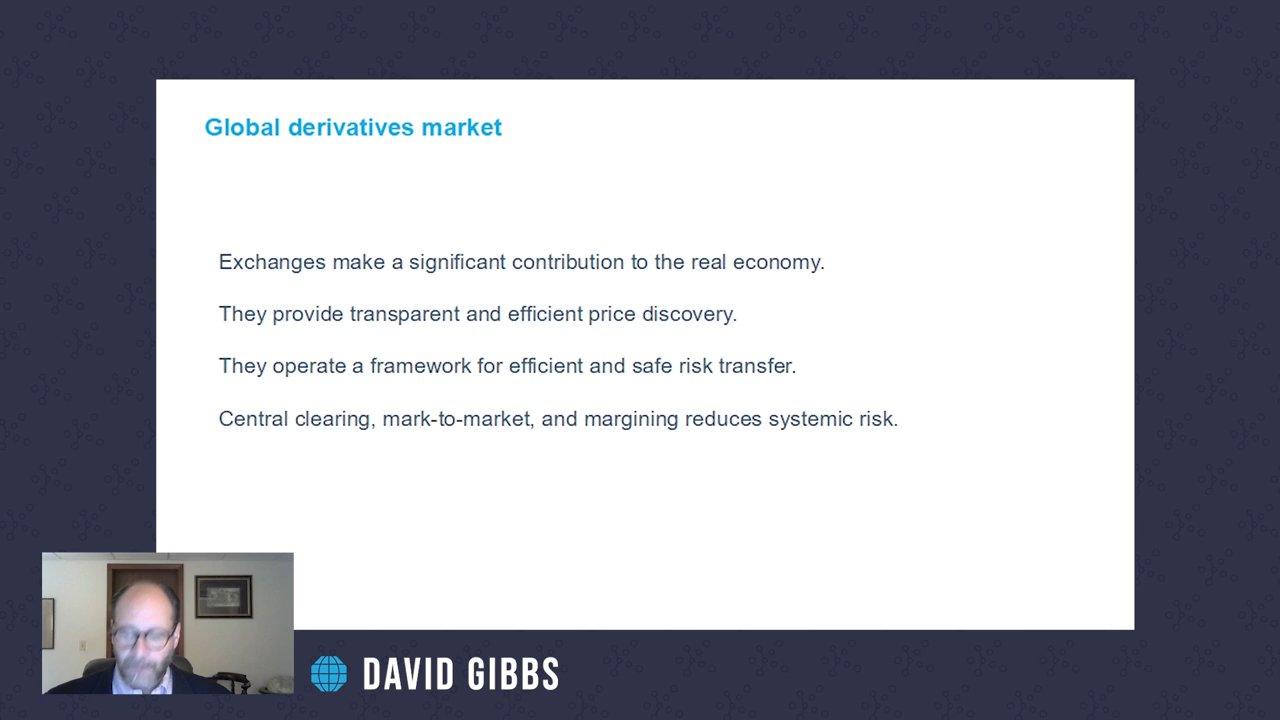 Global derivatives market
Exchanges make a significant contribution to the real economy.
They provide transparent and efficient price discovery.
They operate a framework for efficient and safe risk transfer.
Central clearing, mark-to-market, and margining reduces systemic risk.
DAVID GIBBS